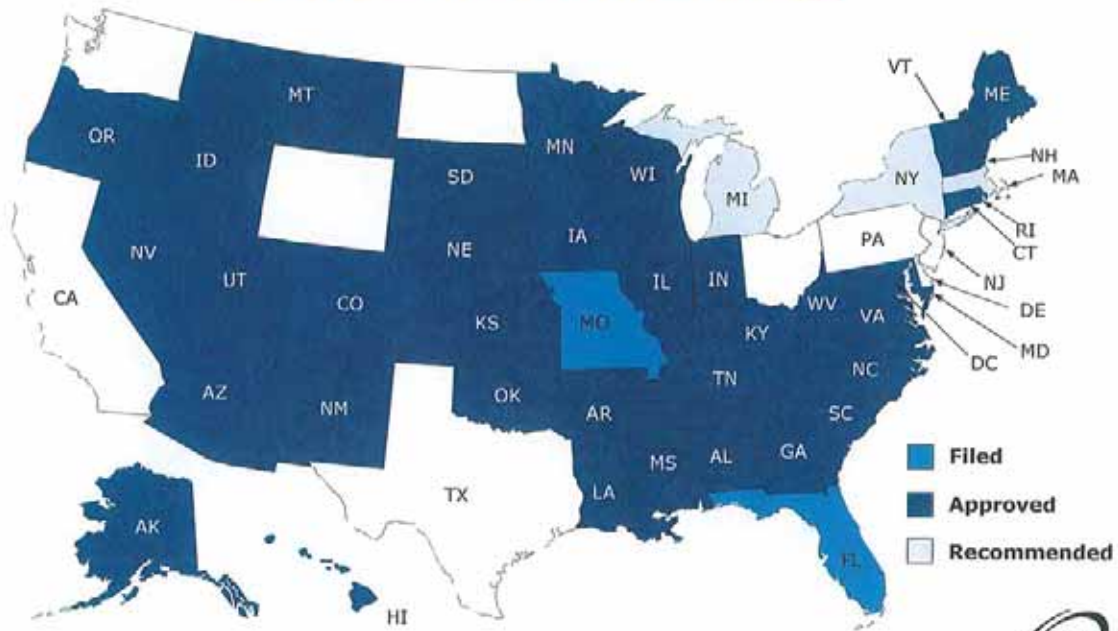 VT
ME
MT
OR
MN
ID
NH
WI
SD
MA
NY
MI
RI
IA
NE
PA
CT
NV
UT
IL
IN
NJ
CA
CO
WV
DE
MO
VA
KS
KY
MD
DC
NC
TN
AZ
OK
NM
AR
SC
GA
Filed
MS
AL
LA
TX
Approved
AK
Recommended
FL
HI